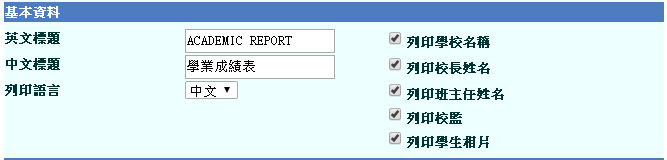 基本資料
英文標題 ACADEMIC REPORT 列印學校名稱
中文標題 學業成績表 列印校長姓名
列印語言 中文 列印班主任姓名
列印校監
列印學生相片